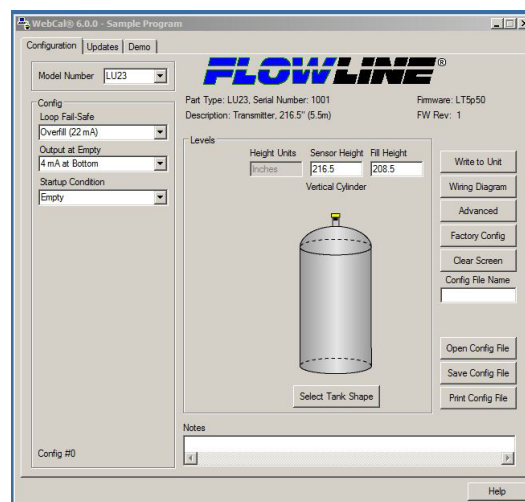 WebCal® 6.0.0 - Sample Program
Configuration Updates Demo
Model Number LU23
FLOWLINE®
Part Type: LU23, Serial Number: 1001 Firmware: LT5p50
Description: Transmitter, 216.5" (5.5m) FW Rev: 1
Config
Loop Fail-Safe
Overfill (22 mA)
Output at Empty
4 mA at Bottom
Startup Condition
Empty
Config #0
Levels
Height Units Sensor Height Fill Height
Inches 216.5 208.5
Vertical Cylinder
Select Tank Shape
Write to Unit
Wiring Diagram
Advanced
Factory Config
Clear Screen
Config File Name
Open Config File
Save Config File
Print Config File
Notes
Help